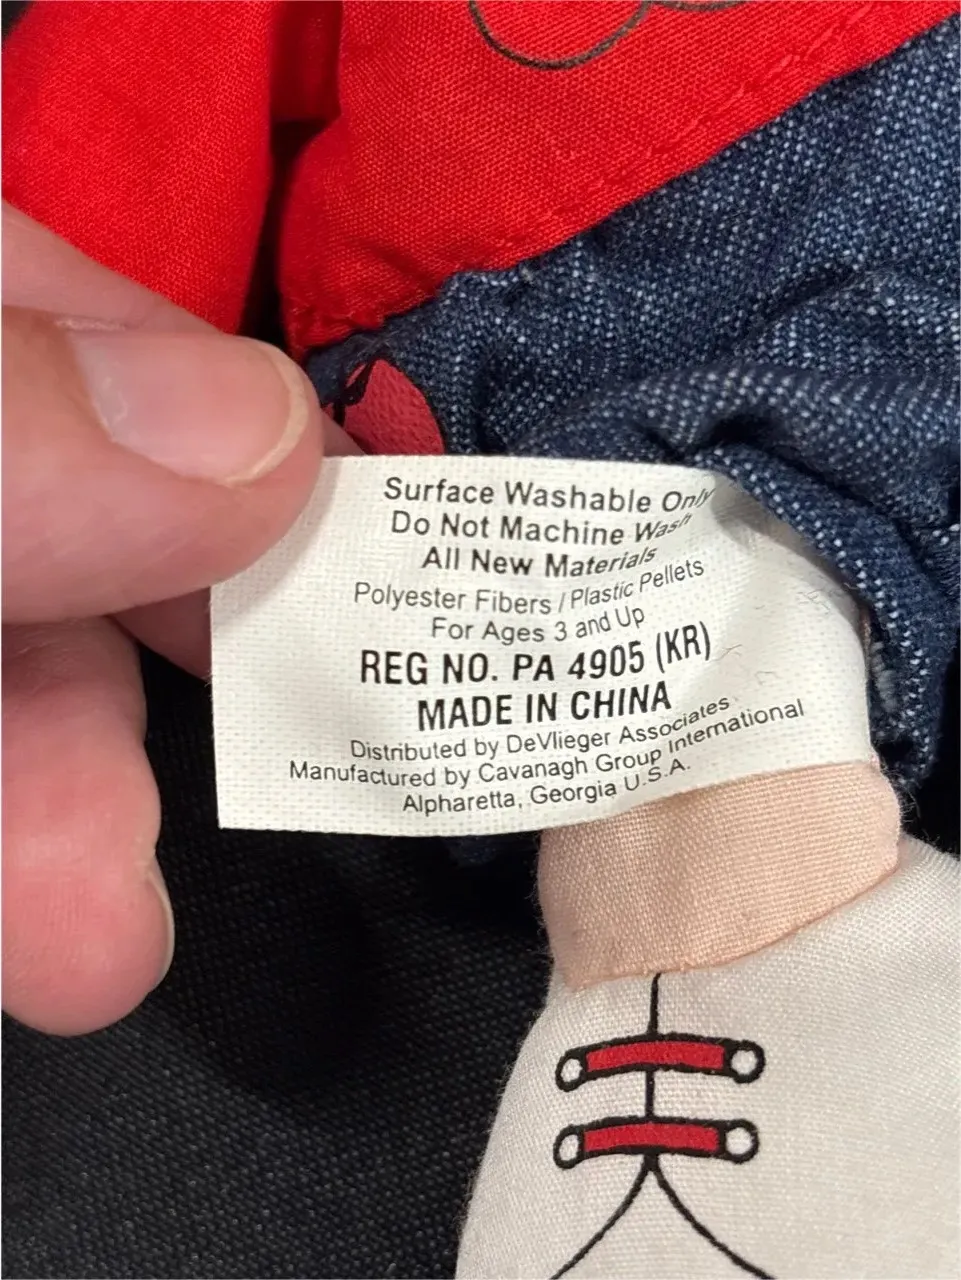 Surface Washable Only
Do Not Machine Wash
All New Materials
Polyester Fibers / Plastic Pellets
For Ages 3 and Up
REG NO. PA 4905 (KR)
MADE IN CHINA
Distributed by DeVlieger Associates
Manufactured by Cavanagh Group International
Alpharetta, Georgia U.S.A.